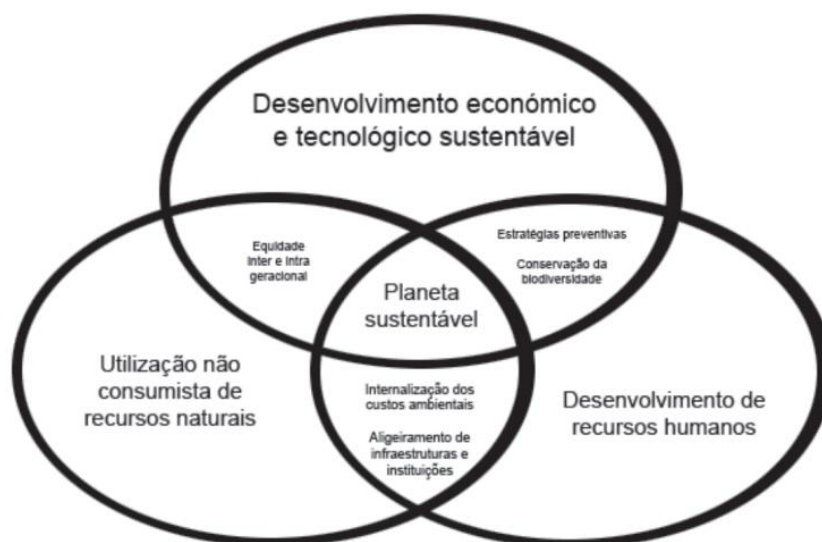 Desenvolvimento económico
e tecnológico sustentável
Equidade
inter e intra
geracional
Estratégias preventivas
Conservação da
biodiversidade
Planeta
sustentável
Utilização não
consumista de
recursos naturais
Internalização dos
custos ambientais
Aligeiramento de
infraestruturas e
instituições
Desenvolvimento de
recursos humanos